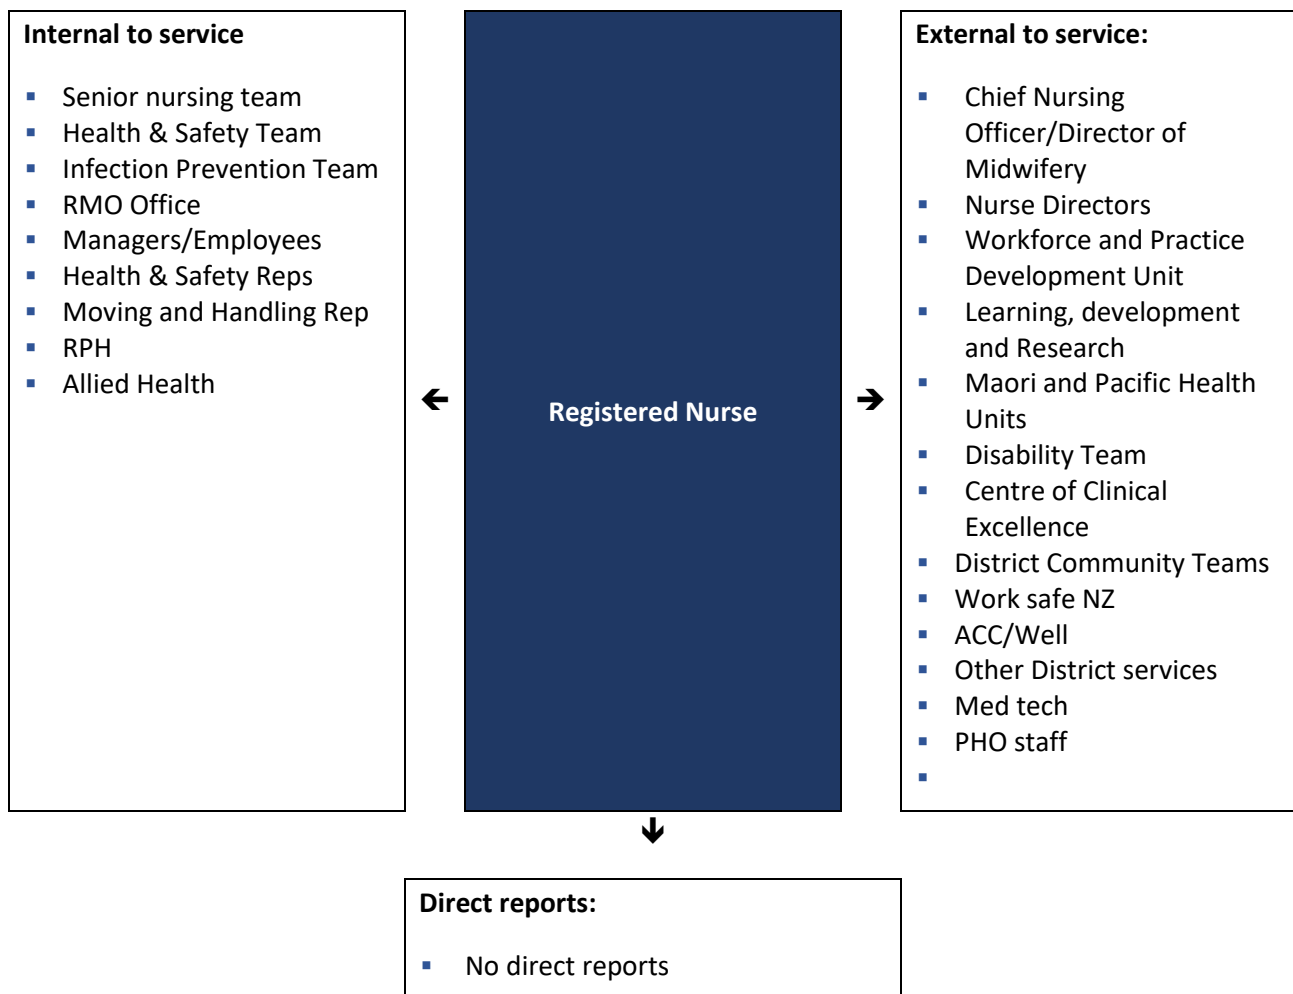 Internal to service
▪ Senior nursing team
▪ Health & Safety Team
▪ Infection Prevention Team
▪ RMO Office
▪ Managers/Employees
▪ Health & Safety Reps
▪ Moving and Handling Rep
▪ RPH
▪ Allied Health
🡨
Registered Nurse
🡪
External to service:
▪ Chief Nursing
Officer/Director of
Midwifery
▪ Nurse Directors
▪ Workforce and Practice
Development Unit
▪ Learning, development
and Research
▪ Maori and Pacific Health
Units
▪ Disability Team
▪ Centre of Clinical
Excellence
▪ District Community Teams
▪ Work safe NZ
▪ ACC/Well
▪ Other District services
▪ Med tech
▪ PHO staff
▪
🡫
Direct reports:
▪ No direct reports